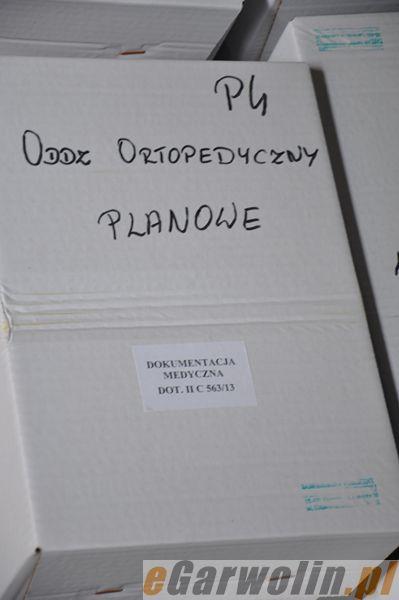 P4
ODDZ ORTOPEDYCZNY
PLANOWE
DOKUMENTACJA
MEDYCZNA
DOT. II C 563/13
eGarwolin.pl